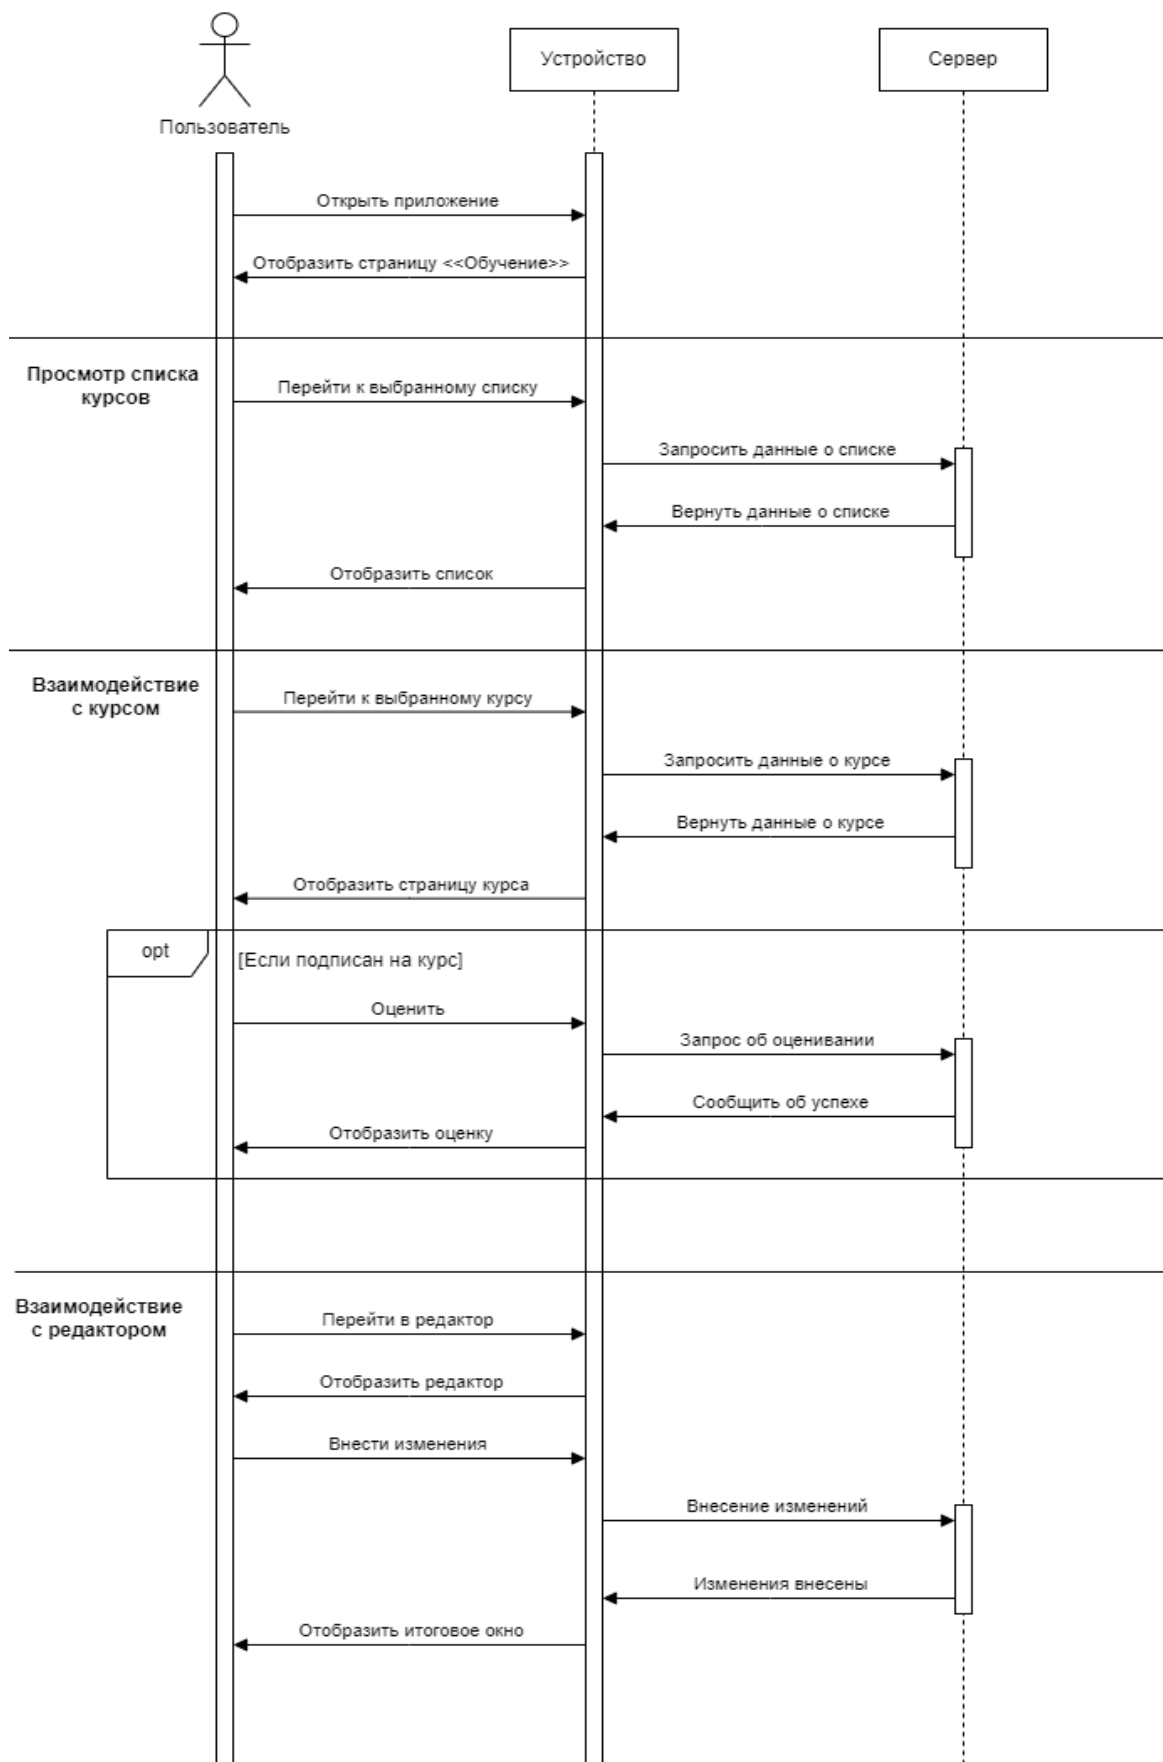 Устройство
Сервер
Пользователь
Открыть приложение
Отобразить страницу <<Обучение>>
Просмотр списка
курсов
Перейти к выбранному списку
Запросить данные о списке
Вернуть данные о списке
Отобразить список
Взаимодействие
с курсом
Перейти к выбранному курсу
Запросить данные о курсе
Вернуть данные о курсе
Отобразить страницу курса
opt
[Если подписан на курс]
Оценить
Запрос об оценивании
Сообщить об успехе
Отобразить оценку
Взаимодействие
с редактором
Перейти в редактор
Отобразить редактор
Внести изменения
Внесение изменений
Изменения внесены
Отобразить итоговое окно